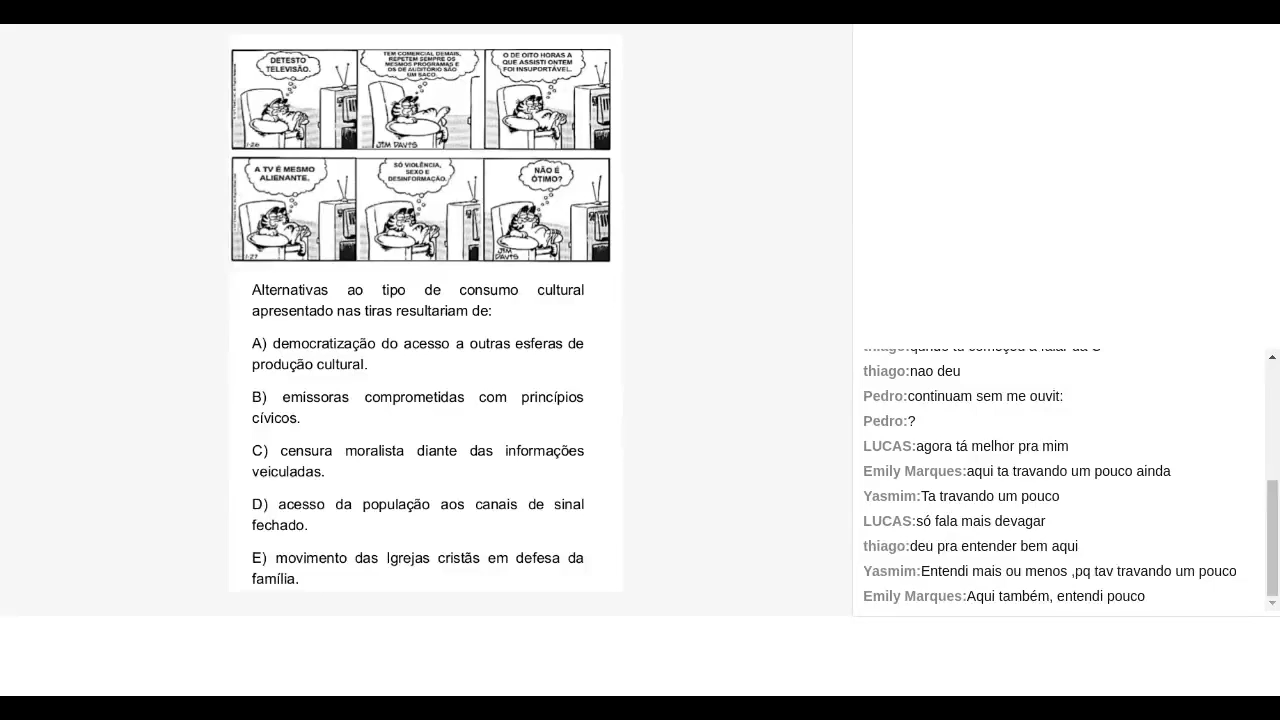 DETESTO
TELEVISÃO.
TEM COMERCIAL DEMAIS,
REPETEM SEMPRE OS
MESMOS PROGRAMAS E
OS DE AUDITÓRIO SÃO
UM SACO.
O DE OITO HORAS A
QUE ASSISTI ONTEM
FOI INSUPORTÁVEL.
1-26
JIM DAVIS
A TV É MESMO
ALIENANTE.
SÓ VIOLÊNCIA,
SEXO E
DESINFORMAÇÃO.
NÃO É
ÓTIMO?
1-27
JIM
DAVIS
Alternativas ao tipo de consumo cultural
apresentado nas tiras resultariam de:
A) democratização do acesso a outras esferas de
produção cultural.
B) emissoras comprometidas com princípios
cívicos.
C) censura moralista diante das informações
veiculadas.
D) acesso da população aos canais de sinal
fechado.
E) movimento das Igrejas cristãs em defesa da
família.
thiago:nao deu
Pedro:continuam sem me ouvit:
Pedro:?
LUCAS:agora tá melhor pra mim
Emily Marques:aqui ta travando um pouco ainda
Yasmim:Ta travando um pouco
LUCAS:só fala mais devagar
thiago:deu pra entender bem aqui
Yasmim:Entendi mais ou menos ,pq tav travando um pouco
Emily Marques:Aqui também, entendi pouco